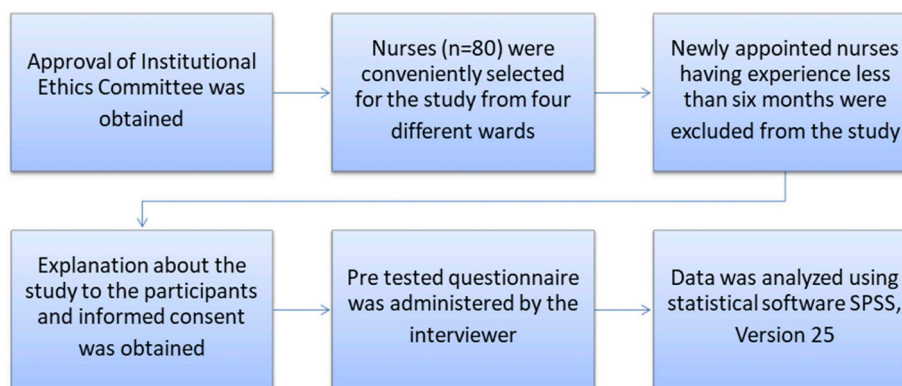 Approval of Institutional
Ethics Committee was
obtained
Nurses (n=80) were
conveniently selected
for the study from four
different wards
Newly appointed nurses
having experience less
than six months were
excluded from the study
Explanation about the
study to the participants
and informed consent
was obtained
Pre tested questionnaire
was administered by the
interviewer
Data was analyzed using
statistical software SPSS,
Version 25